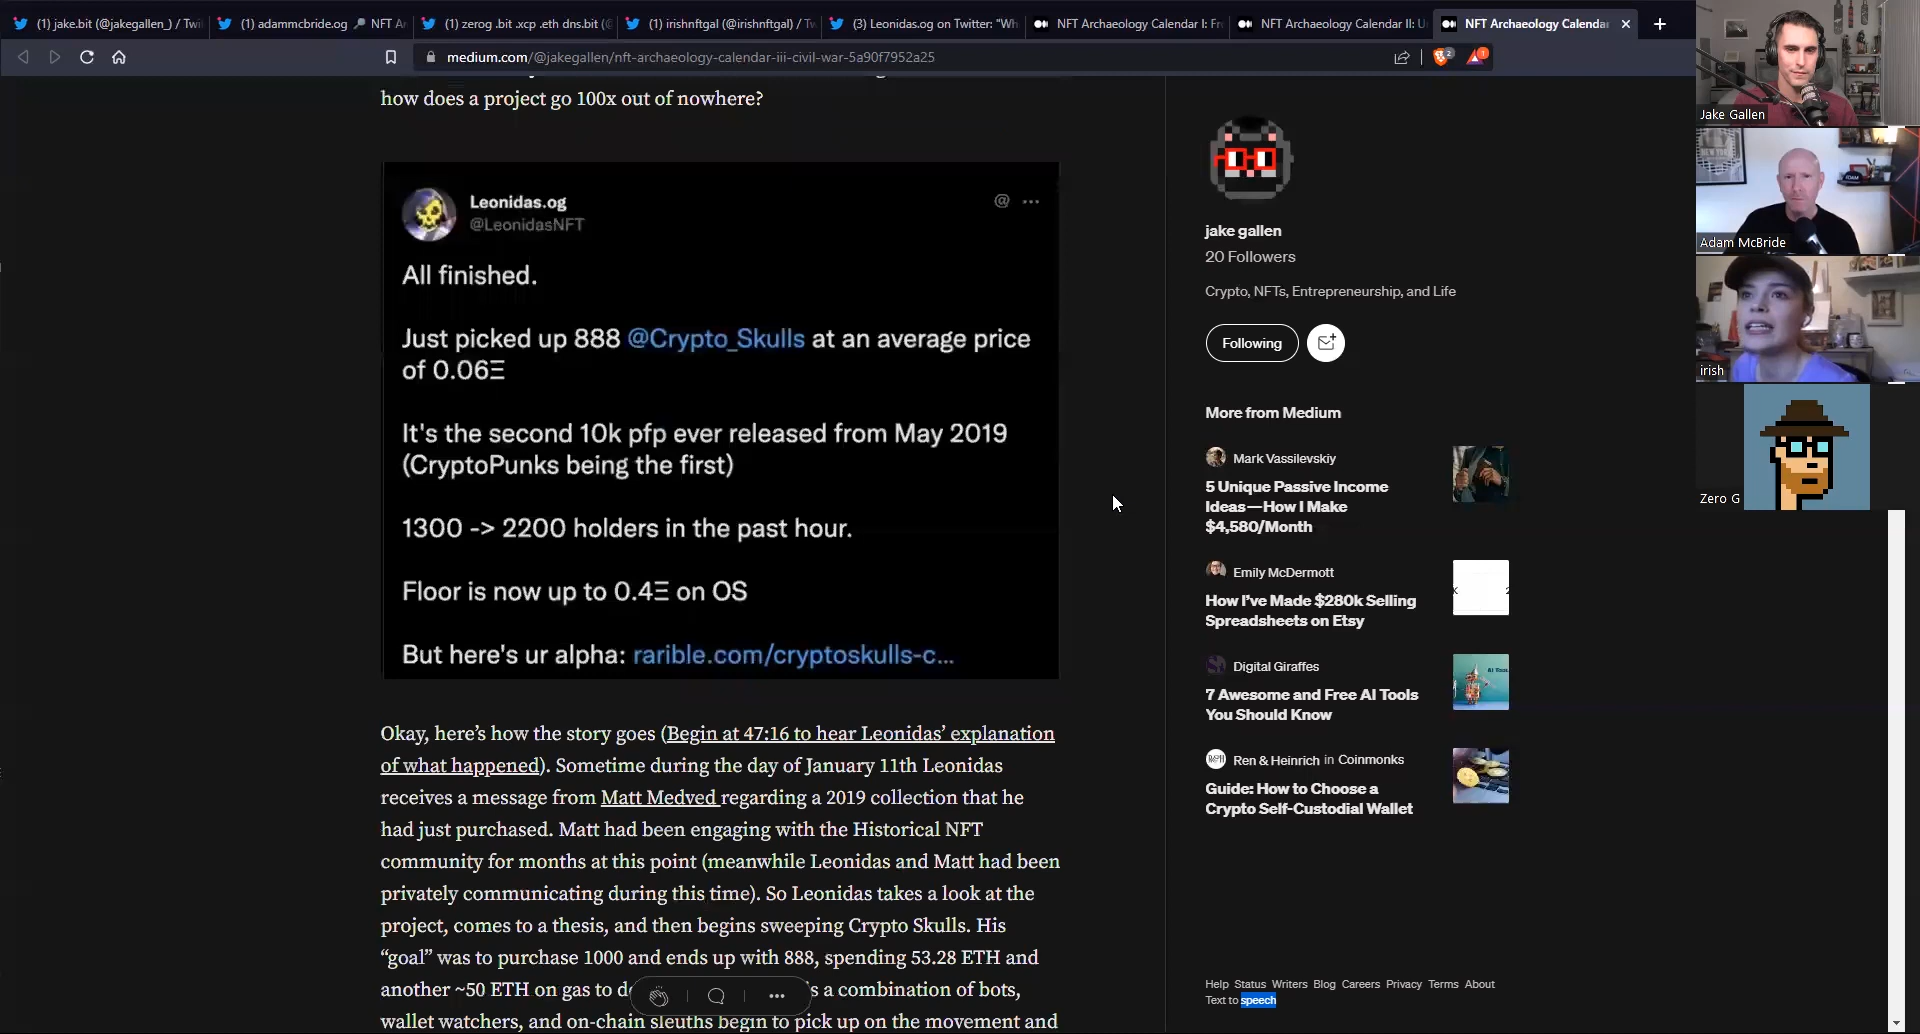 (1) jake.bit (@jakegallen_) / Twi
(1) adammcbride.og 🔎 NFT A
(1) zerog .bit .xcp .eth dns.bit (@
(1) irishnftgal (@irishnftgal) / Tw
(3) Leonidas.og on Twitter: "Wh
NFT Archaeology Calendar I: Fr
NFT Archaeology Calendar II: U
NFT Archaeology Calendar
medium.com/@jakegallen/nft-archaeology-calendar-iii-civil-war-5a90f7952a25
2
1
how does a project go 100x out of nowhere?
Leonidas.og
@LeonidasNFT
All finished.
Just picked up 888 @Crypto_Skulls at an average price
of 0.06Ξ
It's the second 10k pfp ever released from May 2019
(CryptoPunks being the first)
1300 -> 2200 holders in the past hour.
Floor is now up to 0.4Ξ on OS
But here's ur alpha: rarible.com/cryptoskulls-c...
Okay, here's how the story goes (Begin at 47:16 to hear Leonidas' explanation
of what happened). Sometime during the day of January 11th Leonidas
receives a message from Matt Medved regarding a 2019 collection that he
had just purchased. Matt had been engaging with the Historical NFT
community for months at this point (meanwhile Leonidas and Matt had been
privately communicating during this time). So Leonidas takes a look at the
project, comes to a thesis, and then begins sweeping Crypto Skulls. His
“goal” was to purchase 1000 and ends up with 888, spending 53.28 ETH and
another ~50 ETH on gas to d s a combination of bots,
wallet watchers, and on-chain sleuths begin to pick up on the movement and
jake gallen
20 Followers
Crypto, NFTs, Entrepreneurship, and Life
Following
More from Medium
Mark Vassilevskiy
5 Unique Passive Income
Ideas — How I Make
$4,580/Month
Emily McDermott
How I've Made $280k Selling
Spreadsheets on Etsy
Digital Giraffes
7 Awesome and Free AI Tools
You Should Know
Ren & Heinrich in Coinmonks
Guide: How to Choose a
Crypto Self-Custodial Wallet
Help Status Writers Blog Careers Privacy Terms About
Text to speech
Jake Gallen
Adam McBride
irish
Zero G